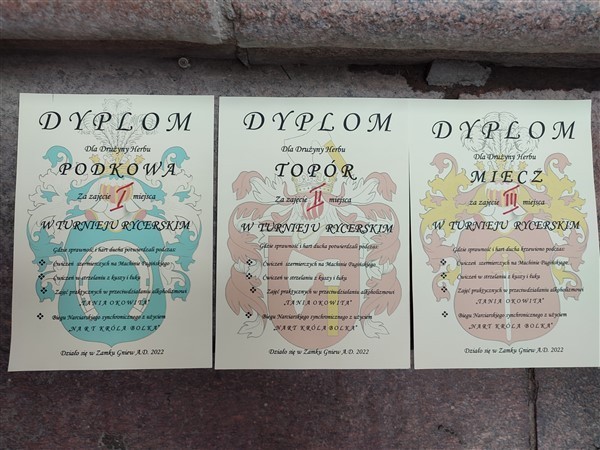 DYPLOM
Dla Drużyny Herbu
PODKOWA
Za zajęcie I miejsca
W TURNIEJU RYCERSKIM
Gdzie sprawność i hart ducha potwierdzali podczas:
Ćwiczeń szermierczych na Machinie Pogińskiego
Ćwiczeń w strzelaniu z kuszy i łuku
Zajęć praktycznych w przeciwdziałaniu alkoholizmowi
"TANIA OKOWITA"
Biegu Narciarskiego synchronicznego z użyciem
"NART KRÓLA BOLKA"
Działo się w Zamku Gniew A.D. 2022
DYPLOM
Dla Drużyny Herbu
TOPÓR
Za zajęcie II miejsca
W TURNIEJU RYCERSKIM
Gdzie sprawność i hart ducha potwierdzali podczas:
Ćwiczeń szermierczych na Machinie Pogińskiego
Ćwiczeń w strzelaniu z kuszy i łuku
Zajęć praktycznych w przeciwdziałaniu alkoholizmowi
"TANIA OKOWITA"
Biegu Narciarskiego synchronicznego z użyciem
"NART KRÓLA BOLKA"
Działo się w Zamku Gniew A.D. 2022
DYPLOM
Dla Drużyny Herbu
MIECZ
Za zajęcie III miejsca
W TURNIEJU RYCERSKIM
Gdzie sprawność i hart ducha krzewiono podczas:
Ćwiczeń szermierczych na Machinie Pogińskiego
Ćwiczeń w strzelaniu z kuszy i łuku
Zajęć praktycznych w przeciwdziałaniu alkoholizmowi
"TANIA OKOWITA"
Biegu Narciarskiego synchronicznego z użyciem
"NART KRÓLA BOLKA"
Działo się w Zamku Gniew A.D. 2022